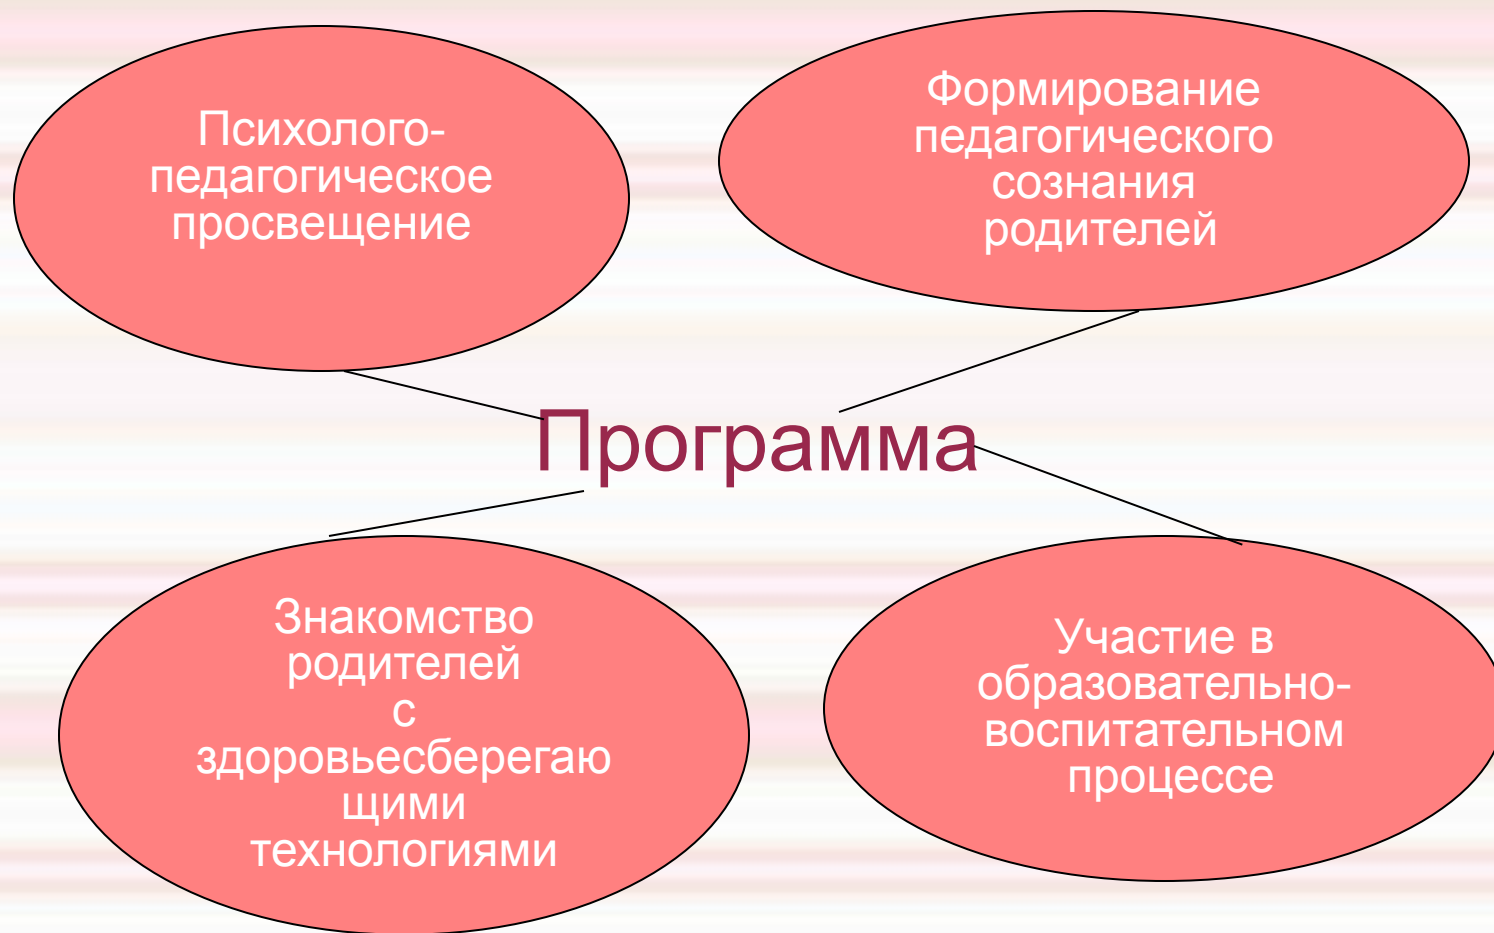 Психолого-
педагогическое
просвещение
Формирование
педагогического
сознания
родителей
Программа
Знакомство
родителей
с
здоровьесберегаю
щими
технологиями
Участие в
образовательно-
воспитательном
процессе